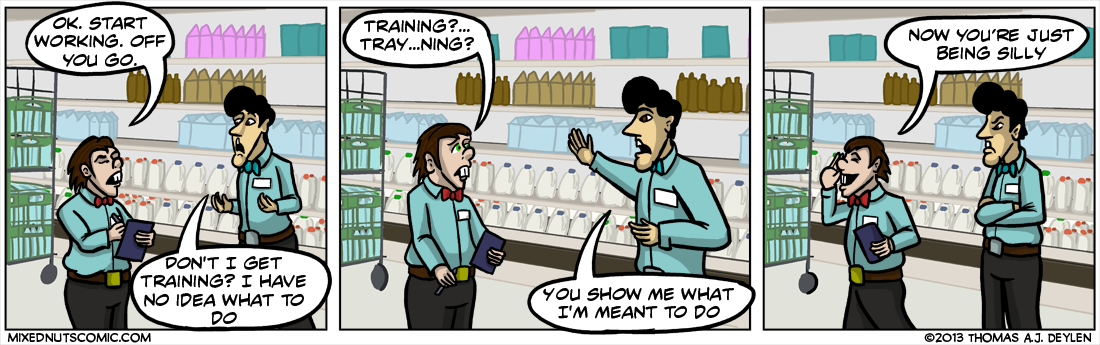 OK. START
WORKING. OFF
YOU GO.
DON'T I GET
TRAINING? I HAVE
NO IDEA WHAT TO
DO
TRAINING?...
TRAY...NING?
YOU SHOW ME WHAT
I'M MEANT TO DO
NOW YOU'RE JUST
BEING SILLY
MIXEDNUTSCOMIC.COM
©2013 THOMAS A.J. DEYLEN